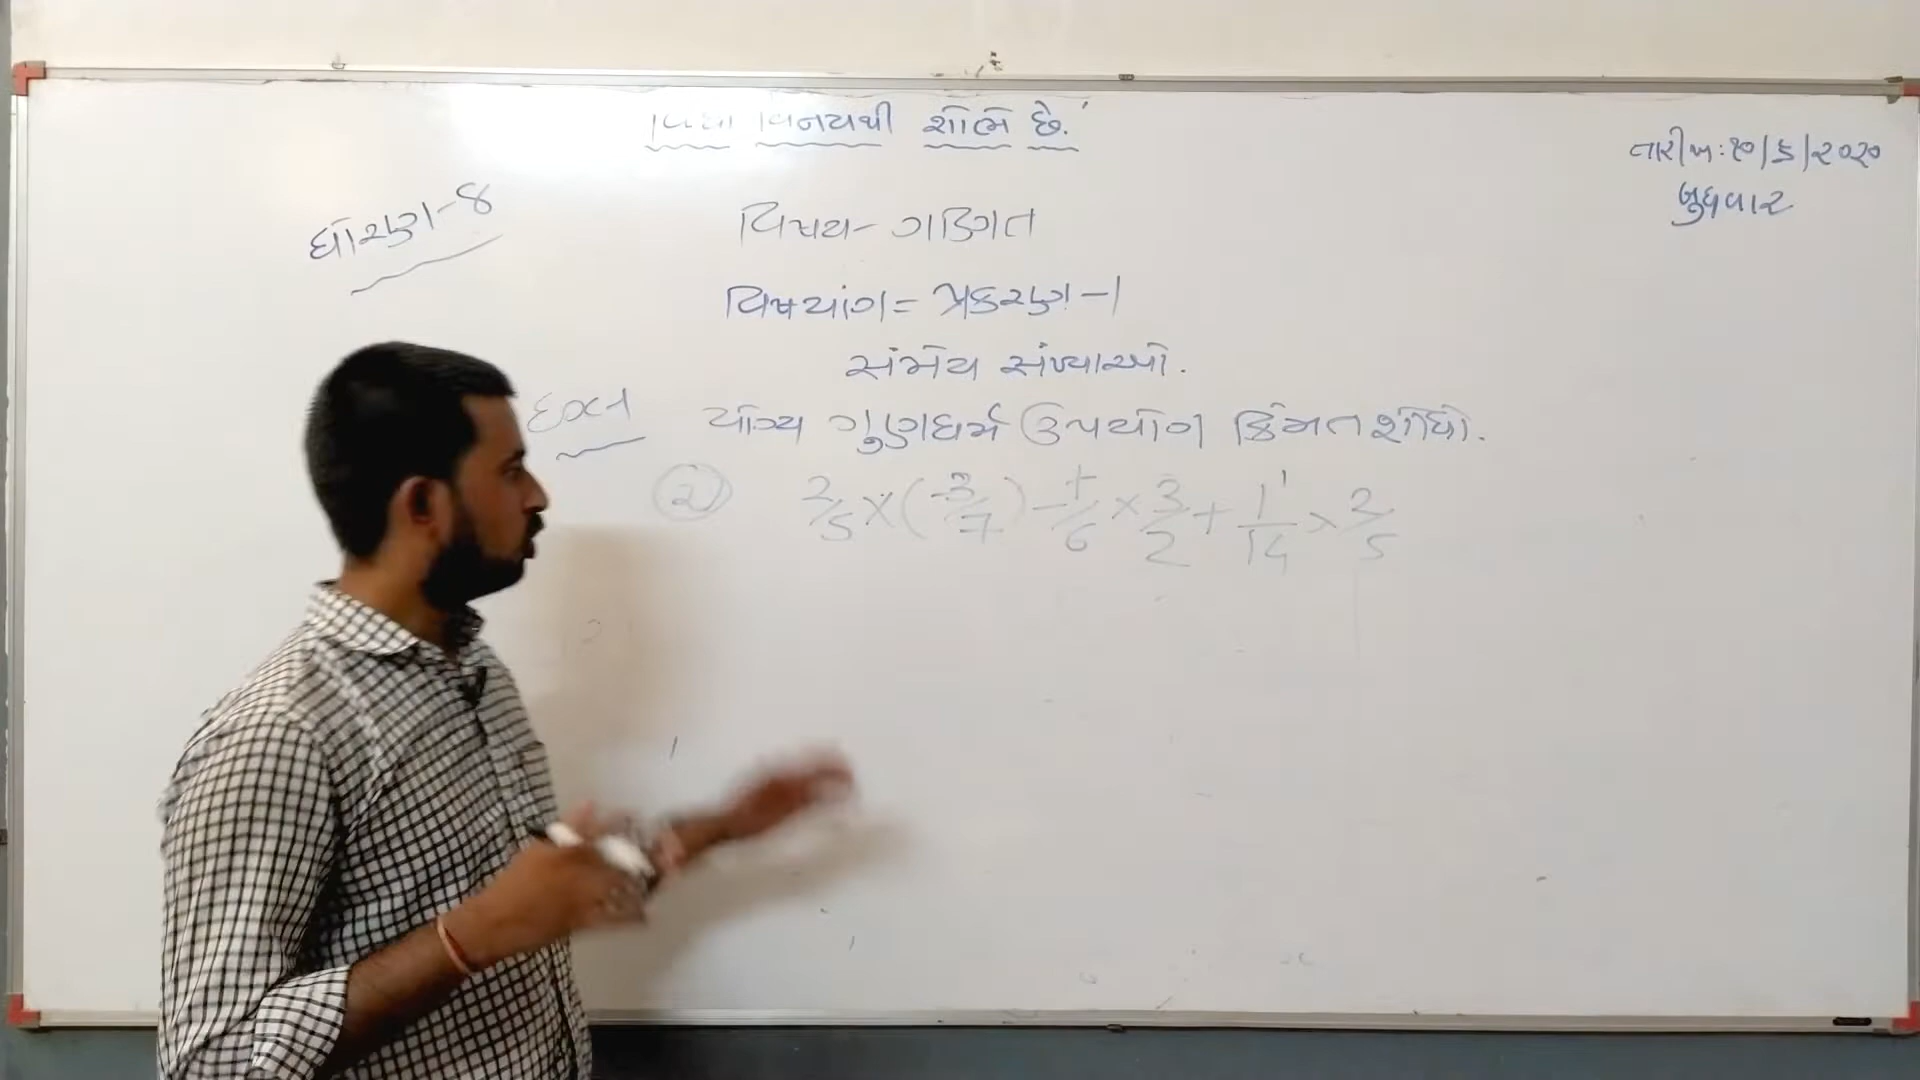 વિદ્યા વિનયથી શોભે છે.
તારીખ:૧૦/૬/૨૦૨૦
બુધવાર
ધોરણ-૪
વિષય- ગણિત
વિષયાંગ= પ્રકરણ-1
સંમેય સંખ્યાઓ.
યોગ્ય ગુણધર્મ ઉપયોગ કિંમત શોધો.
② 2/5 × (-3/7) - 1/6 × 3/2 + 1/14 × 2/5